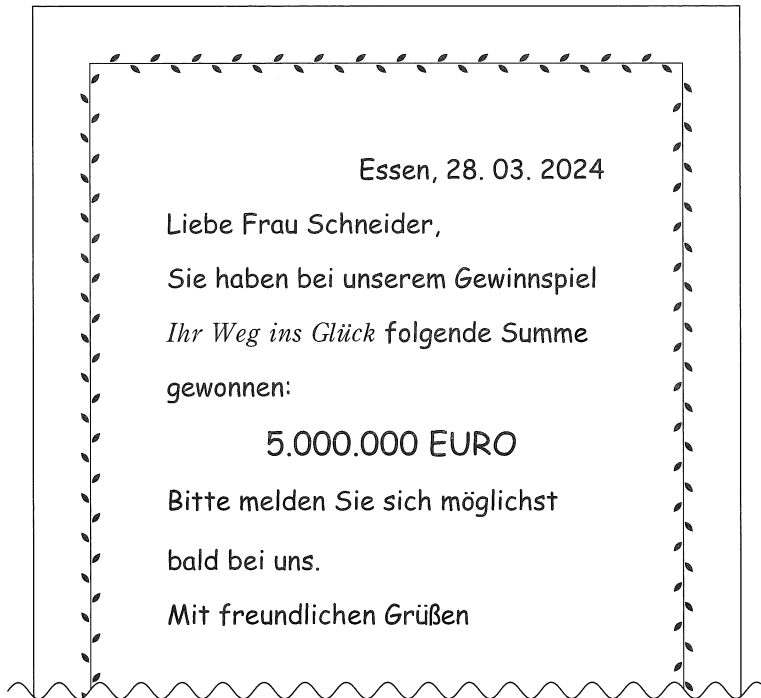 Essen, 28. 03. 2024
Liebe Frau Schneider,
Sie haben bei unserem Gewinnspiel
Ihr Weg ins Glück folgende Summe
gewonnen:
5.000.000 EURO
Bitte melden Sie sich möglichst
bald bei uns.
Mit freundlichen Grüßen